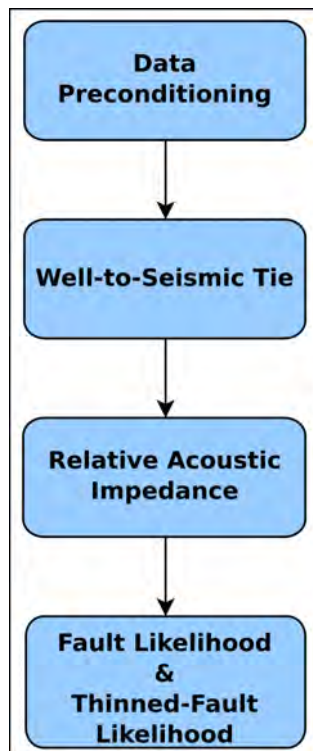 Data
Preconditioning
Well-to-Seismic Tie
Relative Acoustic
Impedance
Fault Likelihood
&
Thinned-Fault
Likelihood